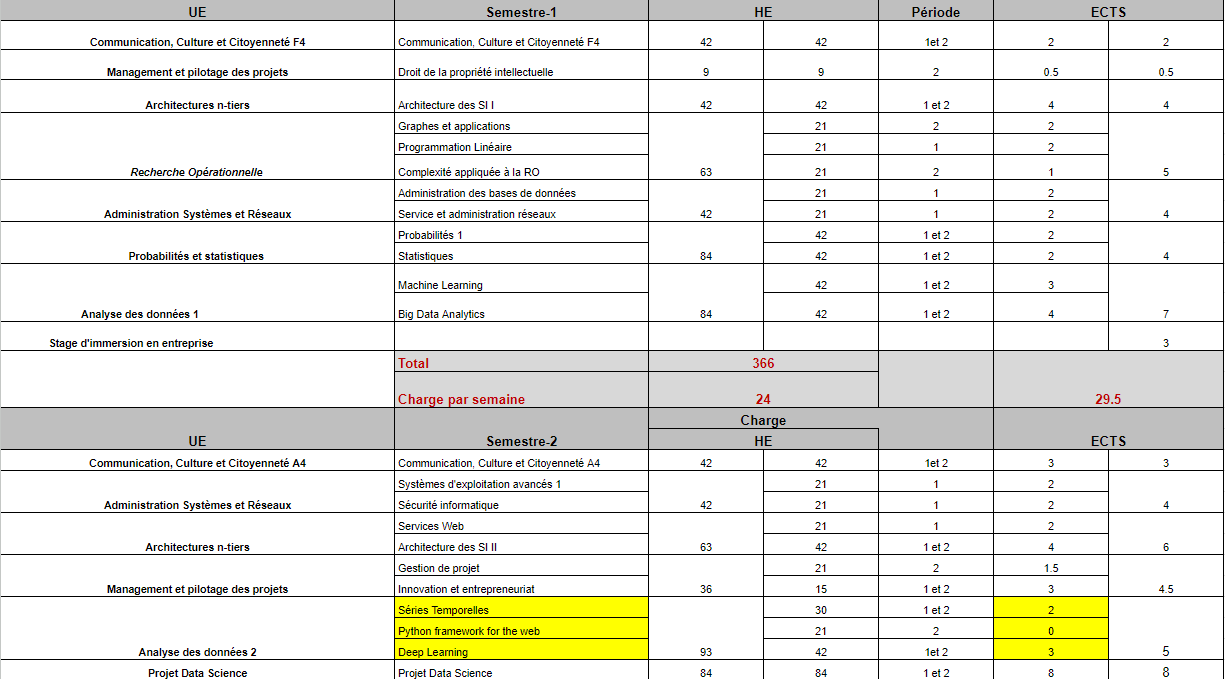 UE Semestre-1 HE Période ECTS
Communication, Culture et Citoyenneté F4 Communication, Culture et Citoyenneté F4 42 42 1et 2 2 2
Management et pilotage des projets Droit de la propriété intellectuelle 9 9 2 0.5 0.5
Architectures n-tiers Architecture des SI I 42 42 1 et 2 4 4
Graphes et applications 21 2 2
Programmation Linéaire 21 1 2
Recherche Opérationnelle Complexité appliquée à la RO 63 21 2 1 5
Administration des bases de données 21 1 2
Administration Systèmes et Réseaux Service et administration réseaux 42 21 1 2 4
Probabilités 1 42 1 et 2 2
Probabilités et statistiques Statistiques 84 42 1 et 2 2 4
Machine Learning 42 1 et 2 3
Analyse des données 1 Big Data Analytics 84 42 1 et 2 4 7
Stage d'immersion en entreprise 3
Total 366
Charge par semaine 24 29.5
Charge
UE Semestre-2 HE ECTS
Communication, Culture et Citoyenneté A4 Communication, Culture et Citoyenneté A4 42 42 1et 2 3 3
Systèmes d'exploitation avancés 1 21 1 2
Administration Systèmes et Réseaux Sécurité informatique 42 21 1 2 4
Services Web 21 1 2
Architectures n-tiers Architecture des SI II 63 42 1 et 2 4 6
Gestion de projet 21 2 1.5
Management et pilotage des projets Innovation et entrepreneuriat 36 15 1 et 2 3 4.5
Séries Temporelles 30 1 et 2 2
Python framework for the web 21 2 0
Analyse des données 2 Deep Learning 93 42 1et 2 3 5
Projet Data Science Projet Data Science 84 84 1 et 2 8 8